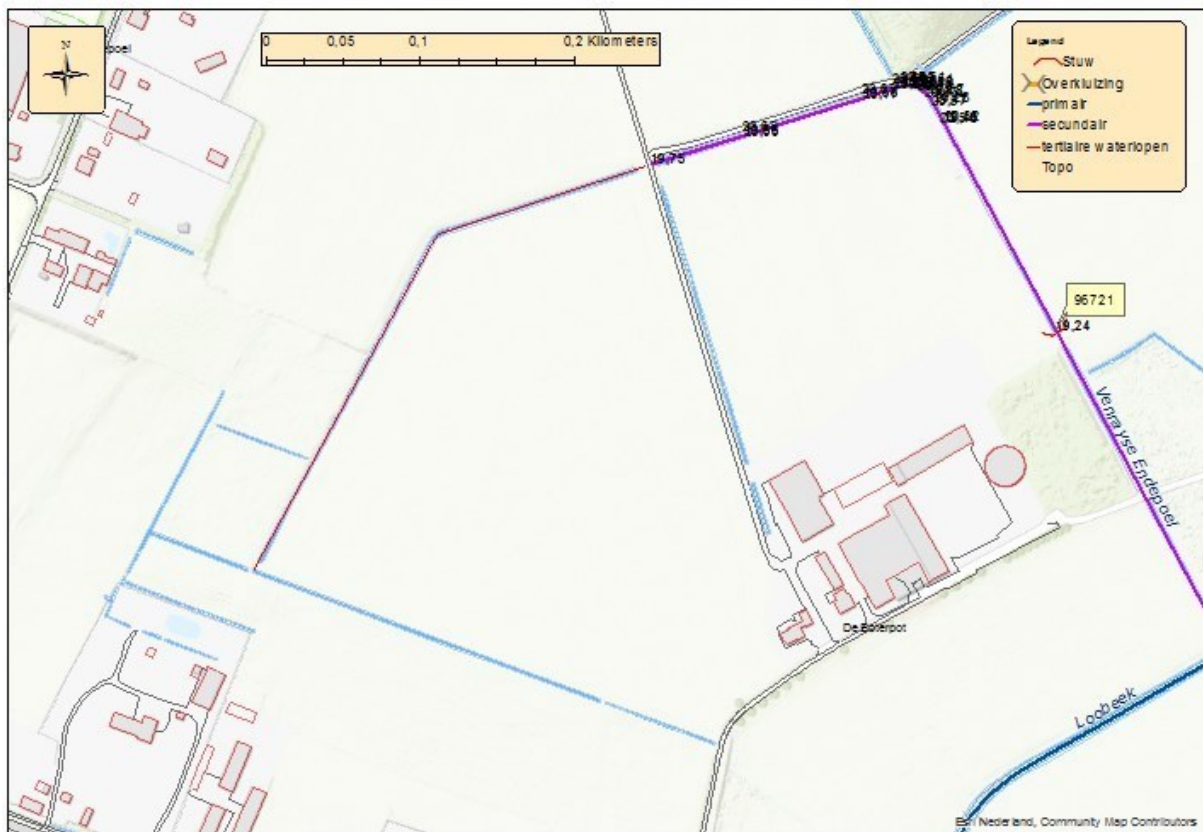 N
0 0,05 0,1 0,2 Kilometers
Legend
Stuw
Overkluizing
primair
secundair
tertiaire waterlopen
Topo
19,75
96721
19,24
Venrayse Endepoel
De Boterpot
Loobeek
Esri Nederland, Community Map Contributors